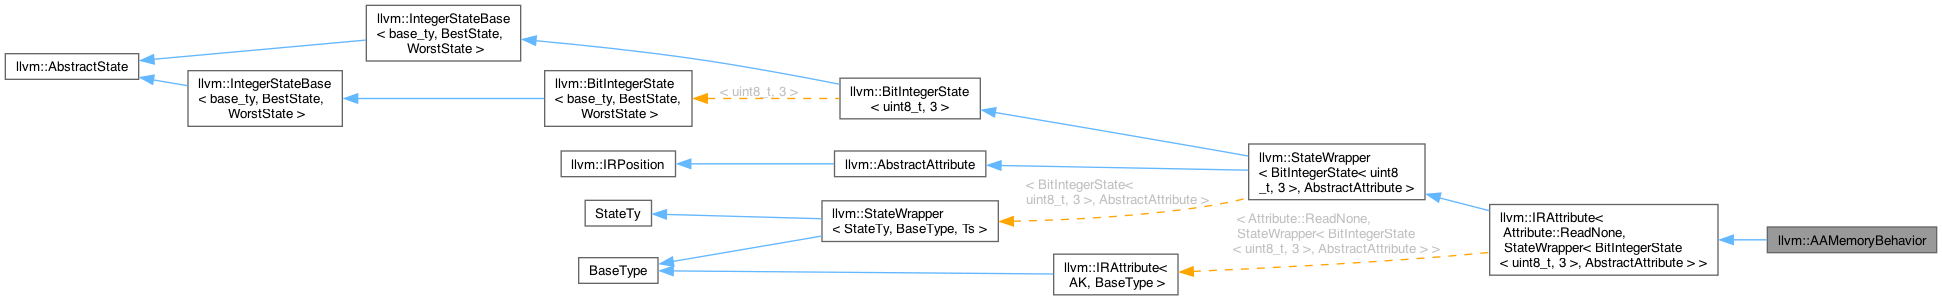 llvm::IntegerStateBase
< base_ty, BestState,
WorstState >
llvm::AbstractState
llvm::IntegerStateBase
< base_ty, BestState,
WorstState >
llvm::BitIntegerState
< base_ty, BestState,
WorstState >
< uint8_t, 3 >
llvm::BitIntegerState
< uint8_t, 3 >
llvm::IRPosition
llvm::AbstractAttribute
llvm::StateWrapper
< BitIntegerState< uint8
_t, 3 >, AbstractAttribute >
< BitIntegerState<
uint8_t, 3 >, AbstractAttribute >
StateTy
llvm::StateWrapper
< StateTy, BaseType, Ts >
< Attribute::ReadNone,
StateWrapper< BitIntegerState
< uint8_t, 3 >, AbstractAttribute > >
llvm::IRAttribute<
Attribute::ReadNone,
StateWrapper< BitIntegerState
< uint8_t, 3 >, AbstractAttribute > >
llvm::AAMemoryBehavior
BaseType
llvm::IRAttribute<
AK, BaseType >